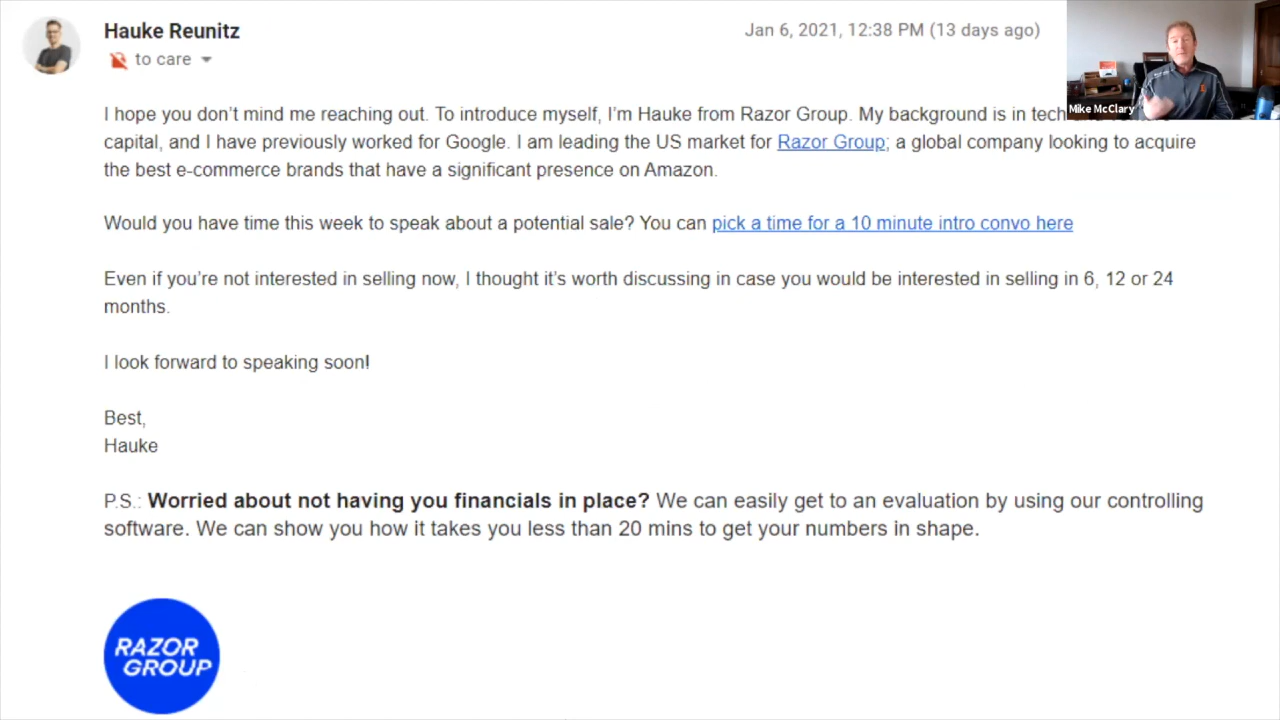 Hauke Reunitz
Jan 6, 2021, 12:38 PM (13 days ago)
to care
Mike McClary
I hope you don't mind me reaching out. To introduce myself, I'm Hauke from Razor Group. My background is in tech
capital, and I have previously worked for Google. I am leading the US market for Razor Group; a global company looking to acquire
the best e-commerce brands that have a significant presence on Amazon.
Would you have time this week to speak about a potential sale? You can pick a time for a 10 minute intro convo here
Even if you're not interested in selling now, I thought it's worth discussing in case you would be interested in selling in 6, 12 or 24
months.
I look forward to speaking soon!
Best,
Hauke
P.S.: Worried about not having you financials in place? We can easily get to an evaluation by using our controlling
software. We can show you how it takes you less than 20 mins to get your numbers in shape.
RAZOR
GROUP